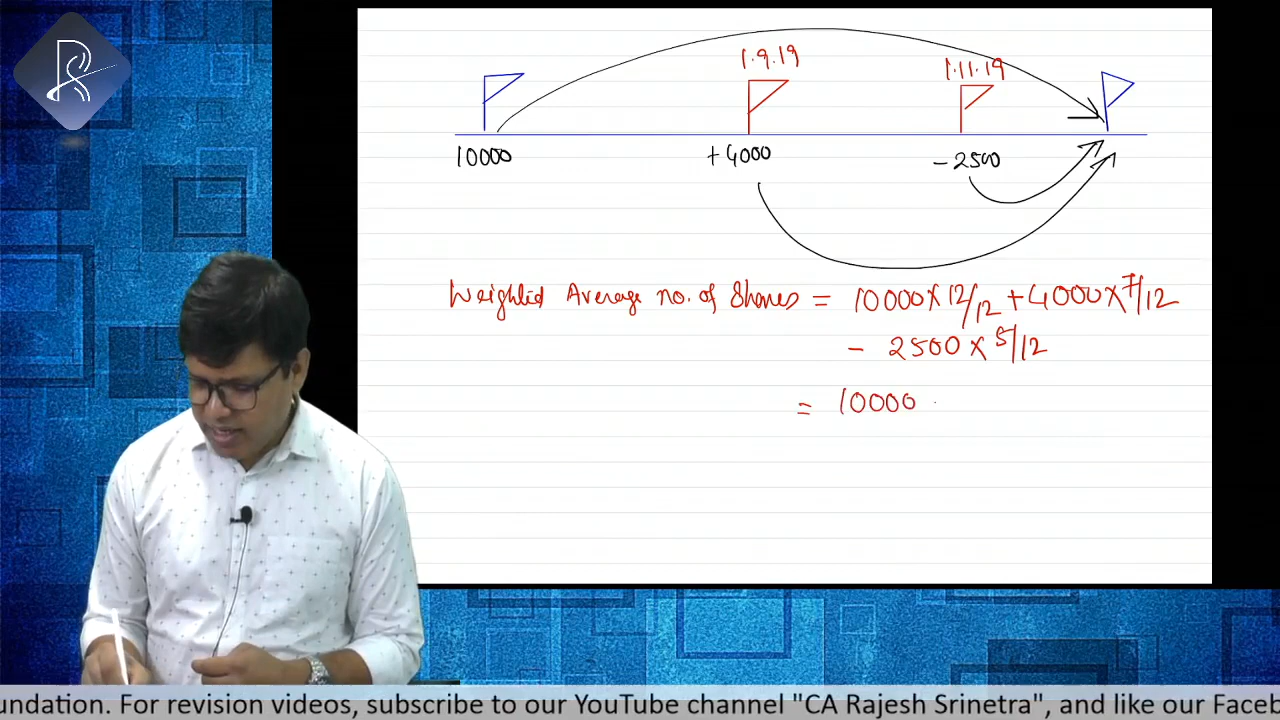 RS
1.9.19
1.11.19
10000
+4000
-2500
Weighted Average no. of Shares = 10000 × 12/12 + 4000 × 7/12
- 2500 × 5/12
= 10000
undation. For revision videos, subscribe to our YouTube channel "CA Rajesh Srinetra", and like our Faceb